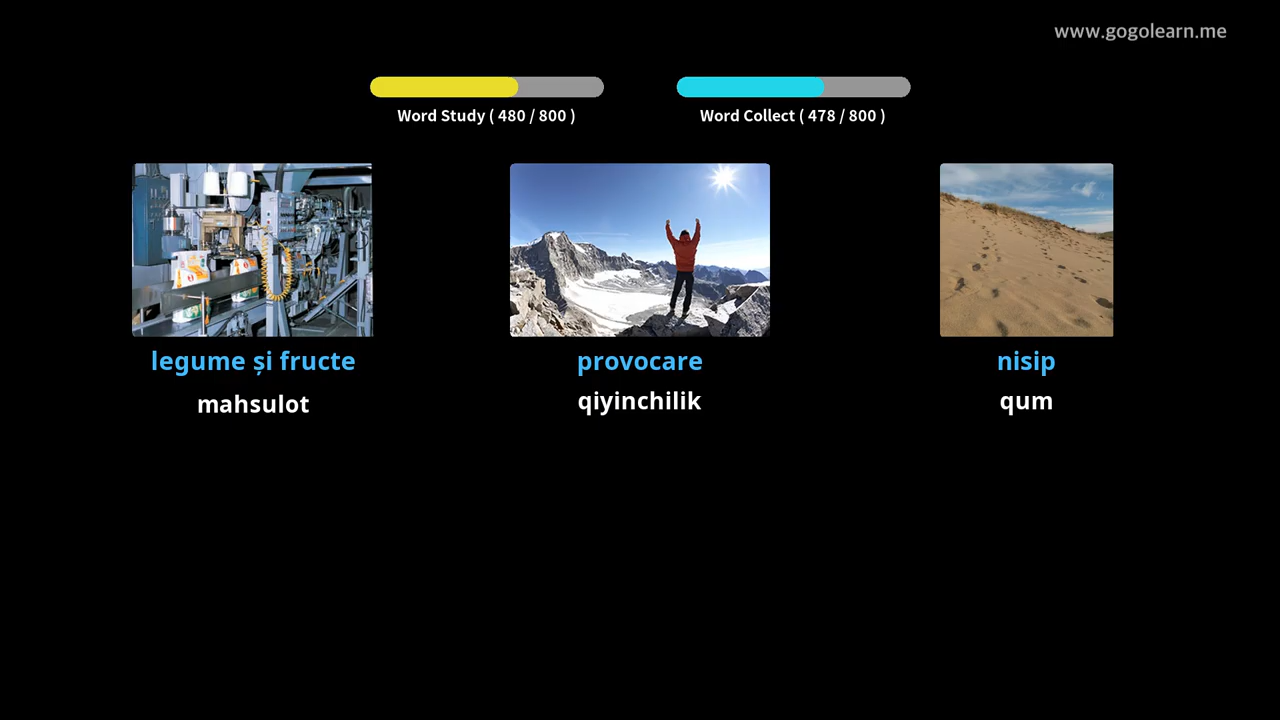 www.gogolearn.me
Word Study ( 480 / 800 )
Word Collect ( 478 / 800 )
legume și fructe
provocare
nisip
mahsulot
qiyinchilik
qum